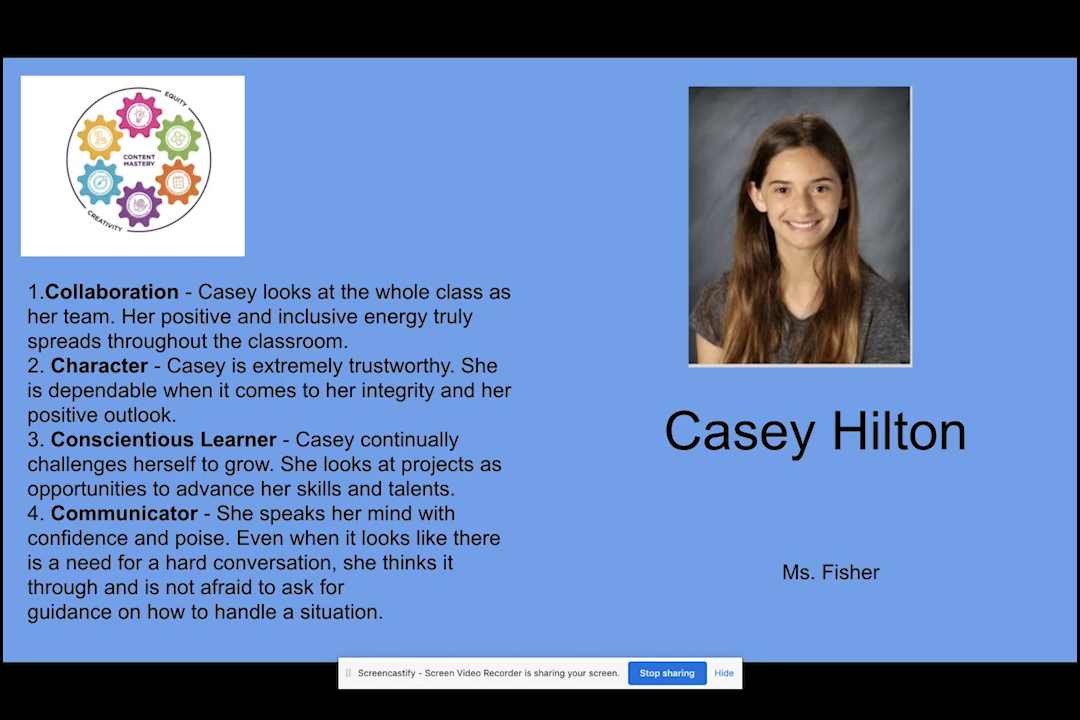 EQUITY
CONTENT
MASTERY
CREATIVITY
1.Collaboration - Casey looks at the whole class as
her team. Her positive and inclusive energy truly
spreads throughout the classroom.
2. Character - Casey is extremely trustworthy. She
is dependable when it comes to her integrity and her
positive outlook.
3. Conscientious Learner - Casey continually
challenges herself to grow. She looks at projects as
opportunities to advance her skills and talents.
4. Communicator - She speaks her mind with
confidence and poise. Even when it looks like there
is a need for a hard conversation, she thinks it
through and is not afraid to ask for
guidance on how to handle a situation.
Casey Hilton
Ms. Fisher
Screencastify - Screen Video Recorder is sharing your screen.
Stop sharing
Hide